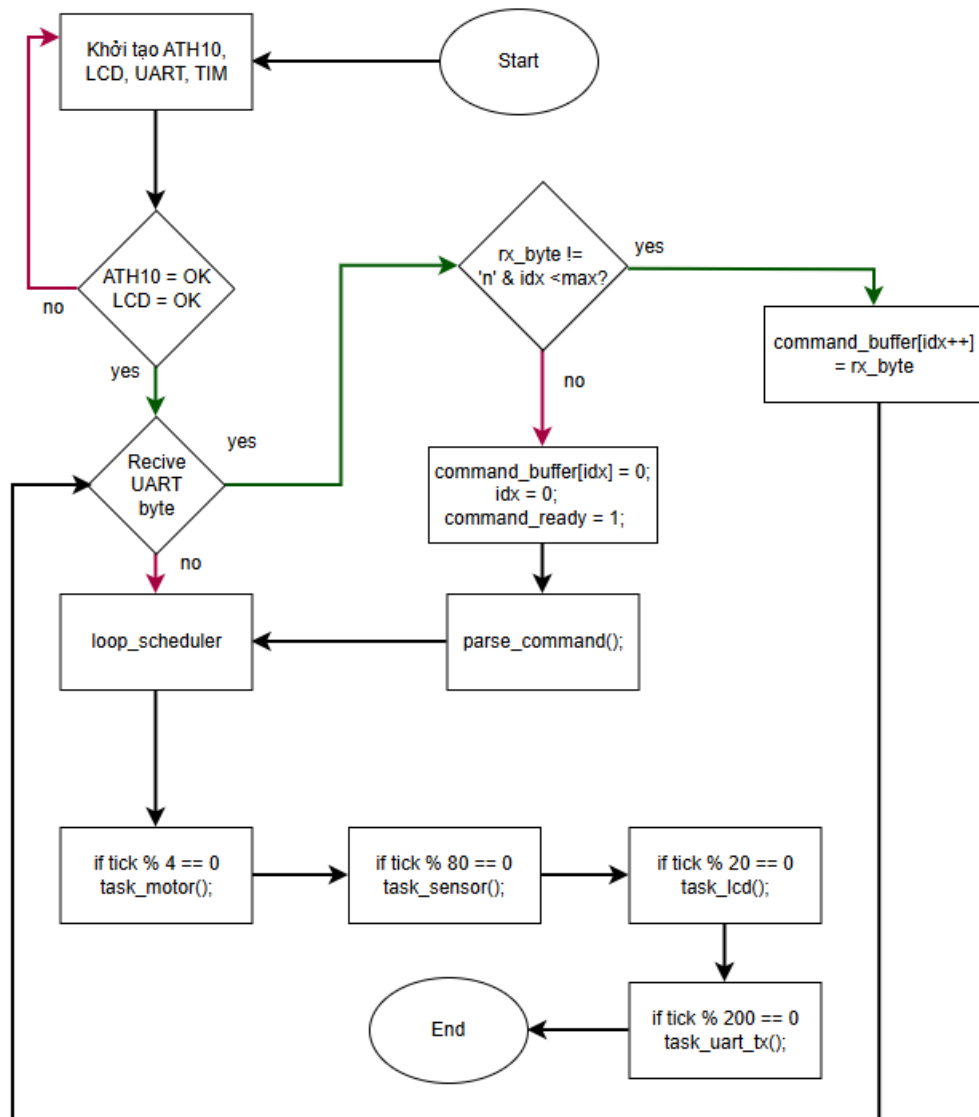 Khởi tạo ATH10,
LCD, UART, TIM
Start
ATH10 = OK
LCD = OK
no
yes
rx_byte !=
'n' & idx <max?
yes
no
command_buffer[idx++]
= rx_byte
Recive
UART
byte
yes
no
command_buffer[idx] = 0;
idx = 0;
command_ready = 1;
loop_scheduler
parse_command();
if tick % 4 == 0
task_motor();
if tick % 80 == 0
task_sensor();
if tick % 20 == 0
task_lcd();
if tick % 200 == 0
task_uart_tx();
End